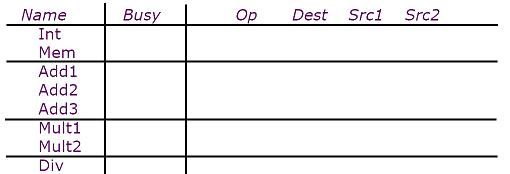 Name Busy Op Dest Src1 Src2
Int
Mem
Add1
Add2
Add3
Mult1
Mult2
Div